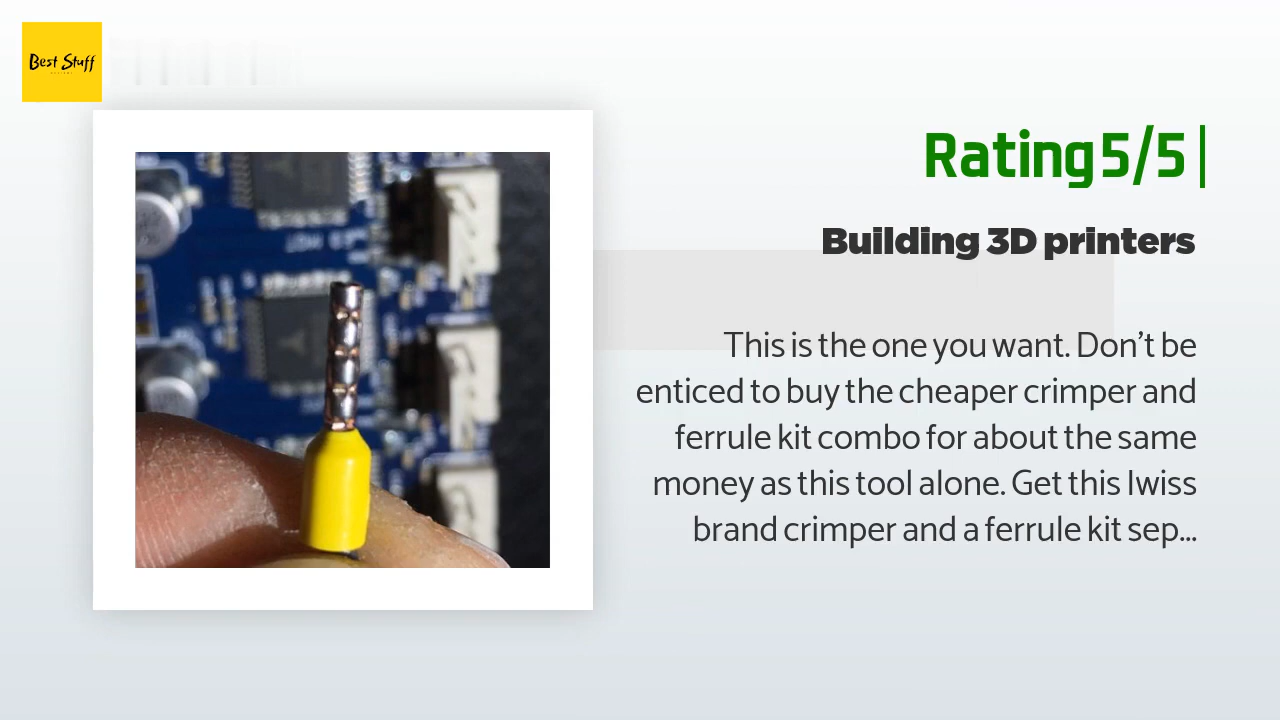 Best Stuff
Rating 5/5
Building 3D printers
This is the one you want. Don't be
enticed to buy the cheaper crimper and
ferrule kit combo for about the same
money as this tool alone. Get this Iwiss
brand crimper and a ferrule kit sep...